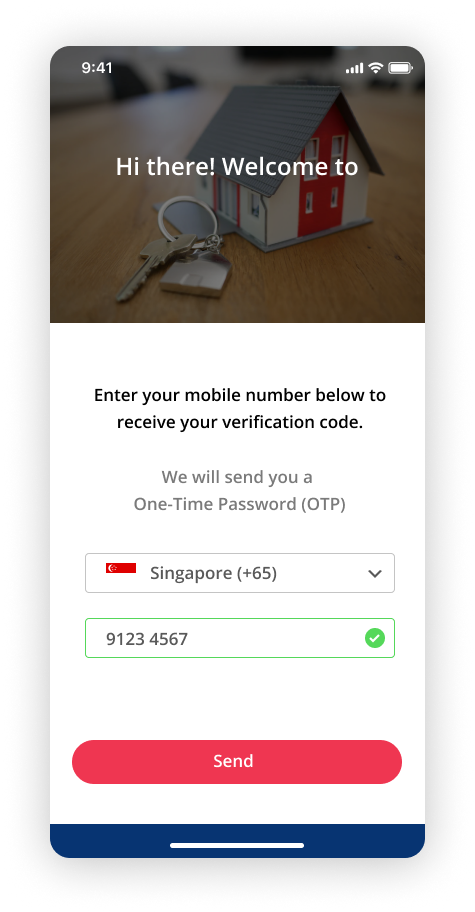 9:41
Hi there! Welcome to
Enter your mobile number below to
receive your verification code.
We will send you a
One-Time Password (OTP)
Singapore (+65)
9123 4567
Send